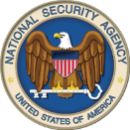 NATIONAL SECURITY AGENCY
UNITED STATES OF AMERICA